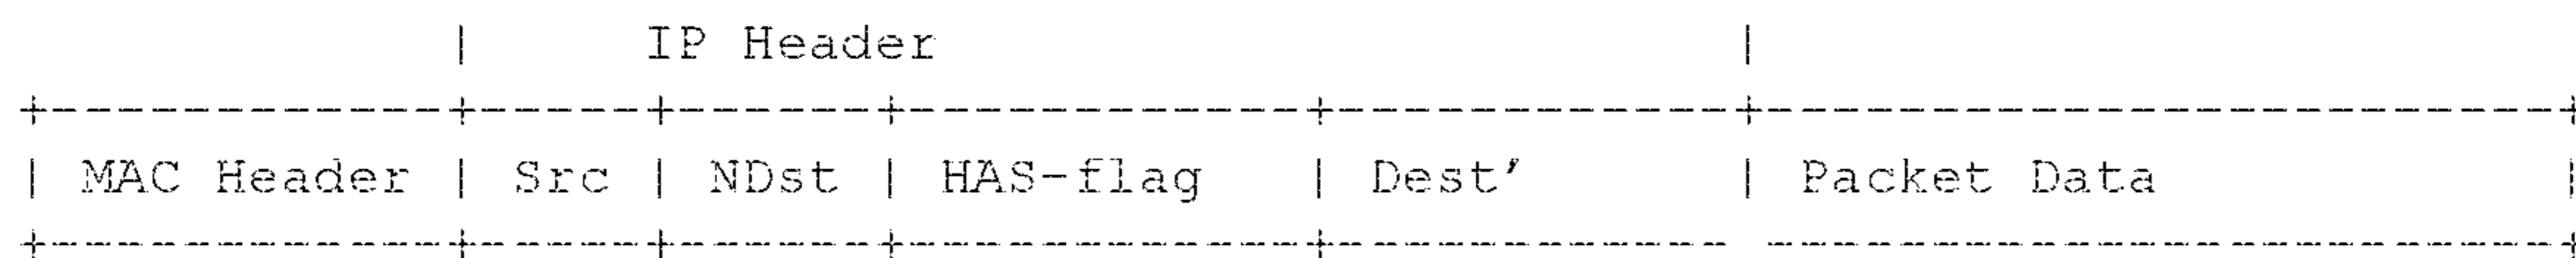 |     IP Header                        |
+------------+-----+------+------------+------------+------------------------+
| MAC Header | Src | NDst | HAS-flag   | Dest’      | Packet Data            |
+------------+-----+------+------------+------------ ------------------------+